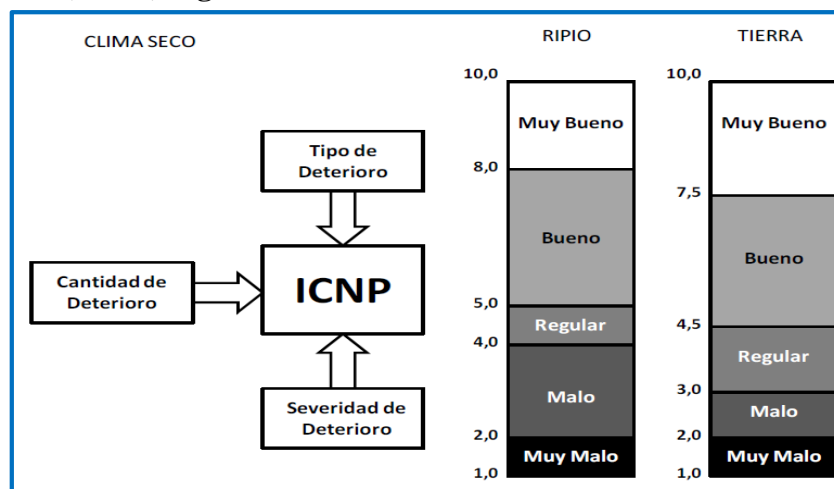 CLIMA SECO
Tipo de
Deterioro
Cantidad de
Deterioro
ICNP
Severidad de
Deterioro
RIPIO
10,0
Muy Bueno
8,0
Bueno
5,0
Regular
4,0
Malo
2,0
Muy Malo
1,0
TIERRA
10,0
Muy Bueno
7,5
Bueno
4,5
Regular
3,0
Malo
2,0
Muy Malo
1,0